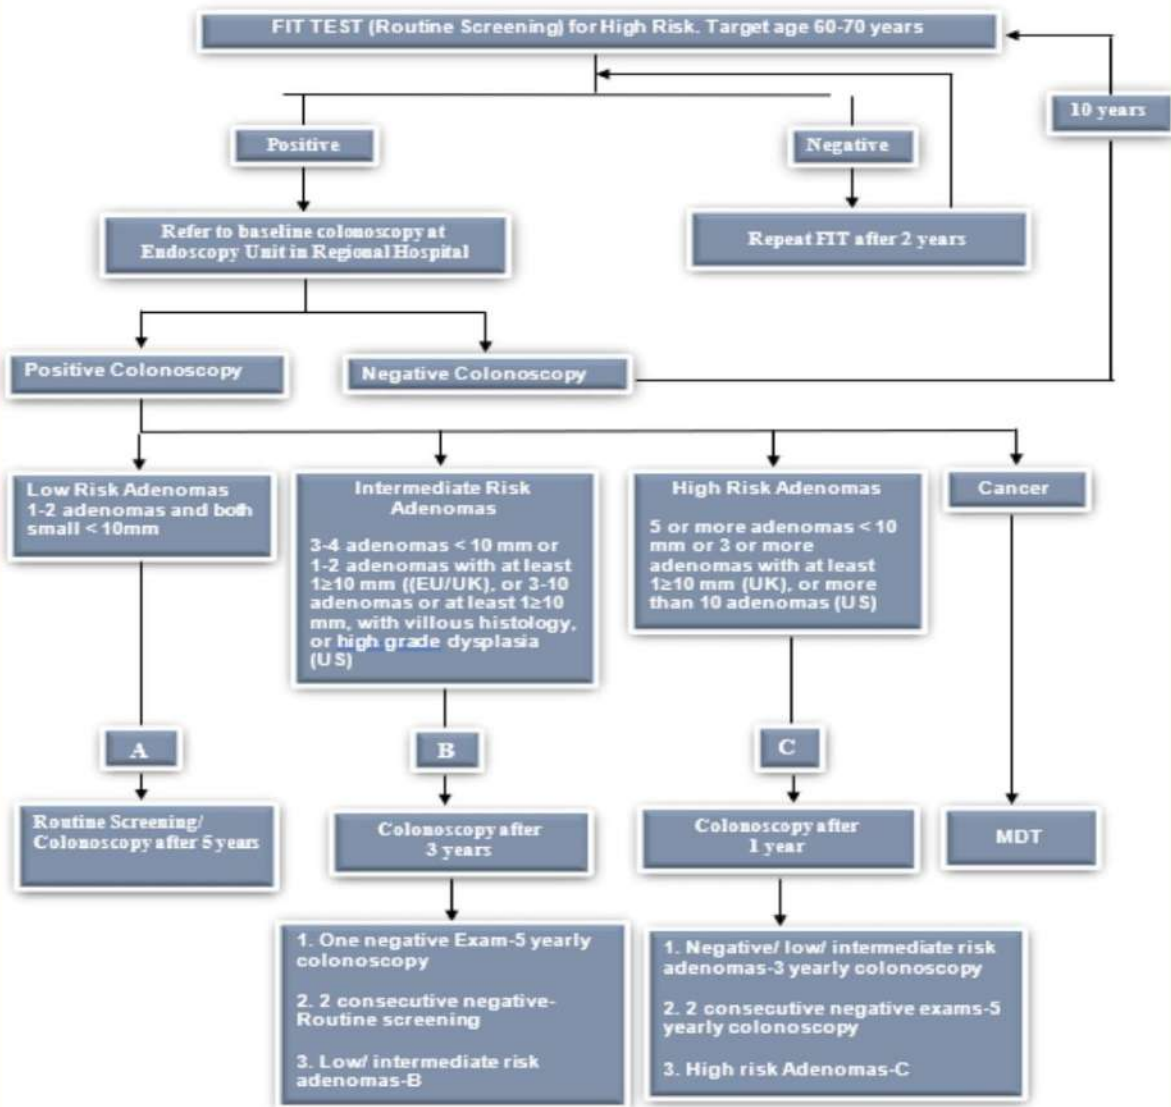 FIT TEST (Routine Screening) for High Risk. Target age 60-70 years
10 years
Positive
Negative
Refer to baseline colonoscopy at
Endoscopy Unit in Regional Hospital
Repeat FIT after 2 years
Positive Colonoscopy
Negative Colonoscopy
Low Risk Adenomas
1-2 adenomas and both
small < 10mm
Intermediate Risk
Adenomas
3-4 adenomas < 10 mm or
1-2 adenomas with at least
1≥10 mm ((EU/UK), or 3-10
adenomas or at least 1≥10
mm, with villous histology,
or high grade dysplasia
(US)
High Risk Adenomas
5 or more adenomas < 10
mm or 3 or more
adenomas with at least
1≥10 mm (UK), or more
than 10 adenomas (US)
Cancer
A
B
C
Routine Screening/
Colonoscopy after 5 years
Colonoscopy after
3 years
Colonoscopy after
1 year
MDT
1. One negative Exam-5 yearly
colonoscopy
2. 2 consecutive negative-
Routine screening
3. Low/ intermediate risk
adenomas-B
1. Negative/ low/ intermediate risk
adenomas-3 yearly colonoscopy
2. 2 consecutive negative exams-5
yearly colonoscopy
3. High risk Adenomas-C